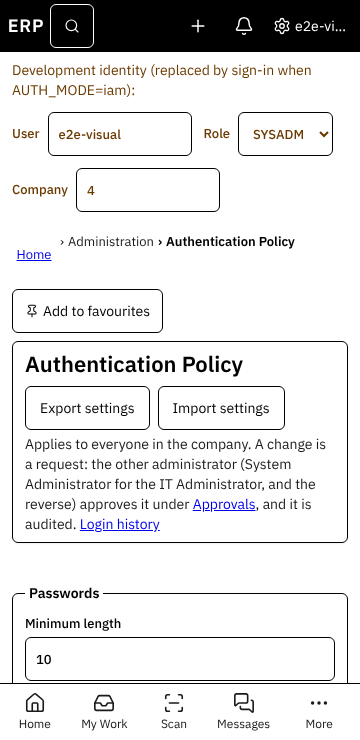 ERP
e2e-vi...
Development identity (replaced by sign-in when
AUTH_MODE=iam):
User e2e-visual Role SYSADM
Company 4
Home › Administration › Authentication Policy
Add to favourites
Authentication Policy
Export settings Import settings
Applies to everyone in the company. A change is
a request: the other administrator (System
Administrator for the IT Administrator, and the
reverse) approves it under Approvals, and it is
audited. Login history
Passwords
Minimum length
10
Home My Work Scan Messages More